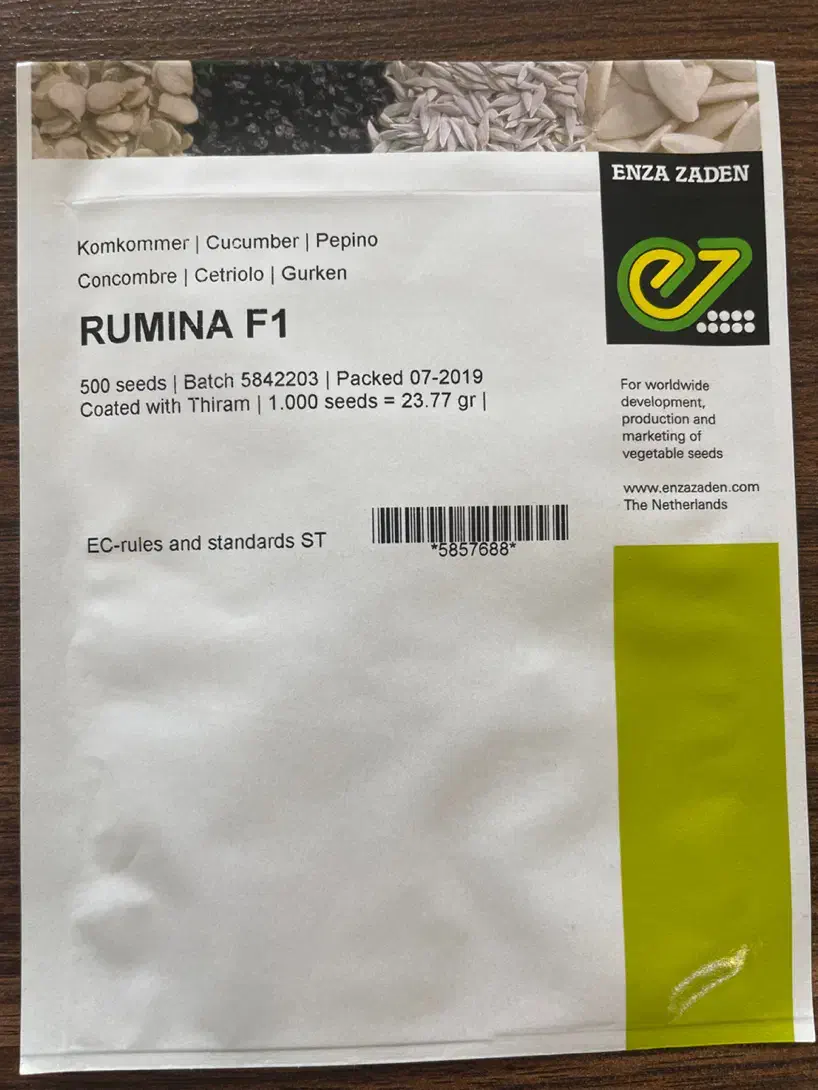 ENZA ZADEN
Komkommer | Cucumber | Pepino
Concombre | Cetriolo | Gurken
RUMINA F1
500 seeds | Batch 5842203 | Packed 07-2019
Coated with Thiram | 1.000 seeds = 23.77 gr |
For worldwide
development,
production and
marketing of
vegetable seeds
www.enzazaden.com
The Netherlands
EC-rules and standards ST
*5857688*